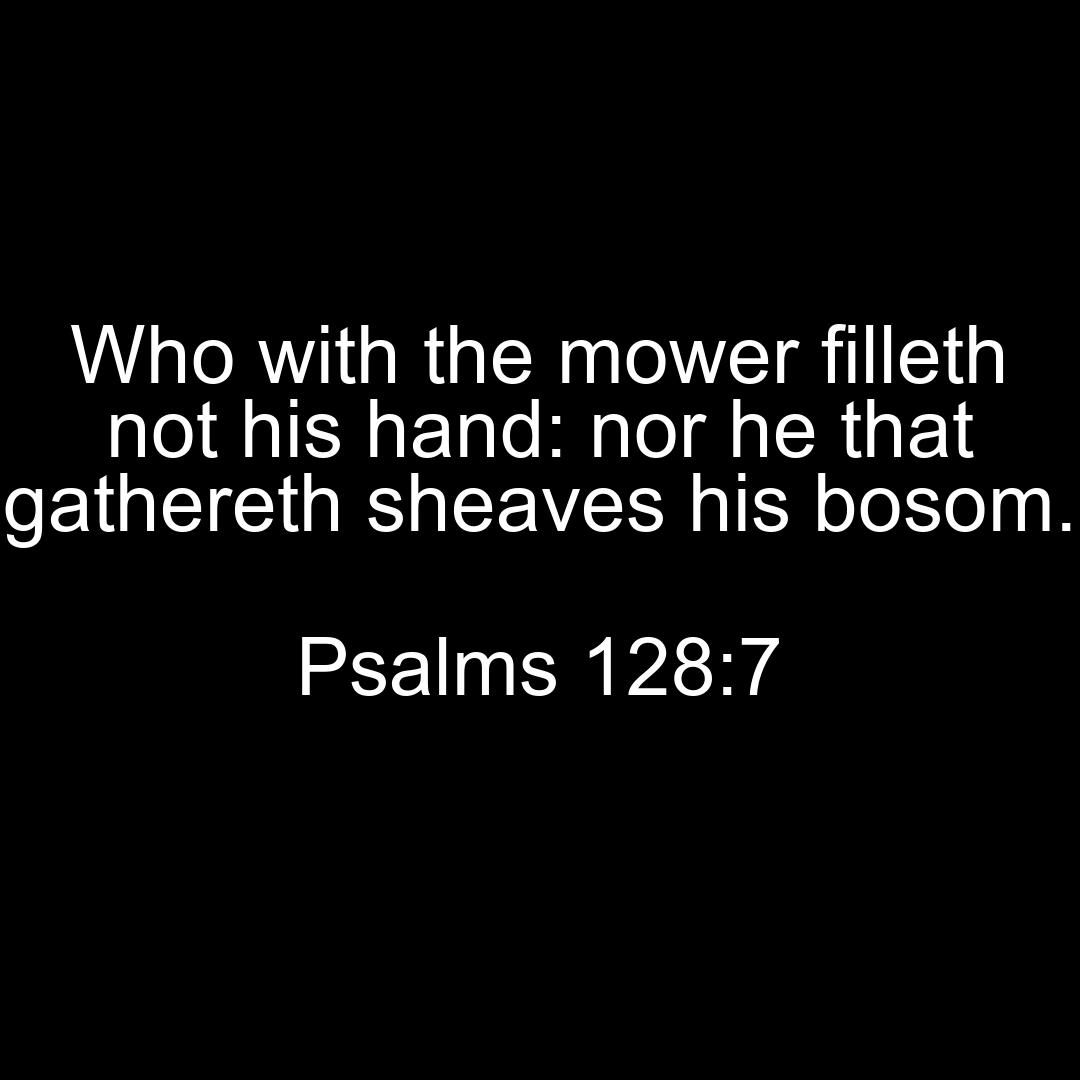 Who with the mower filleth
not his hand: nor he that
gathereth sheaves his bosom.
Psalms 128:7